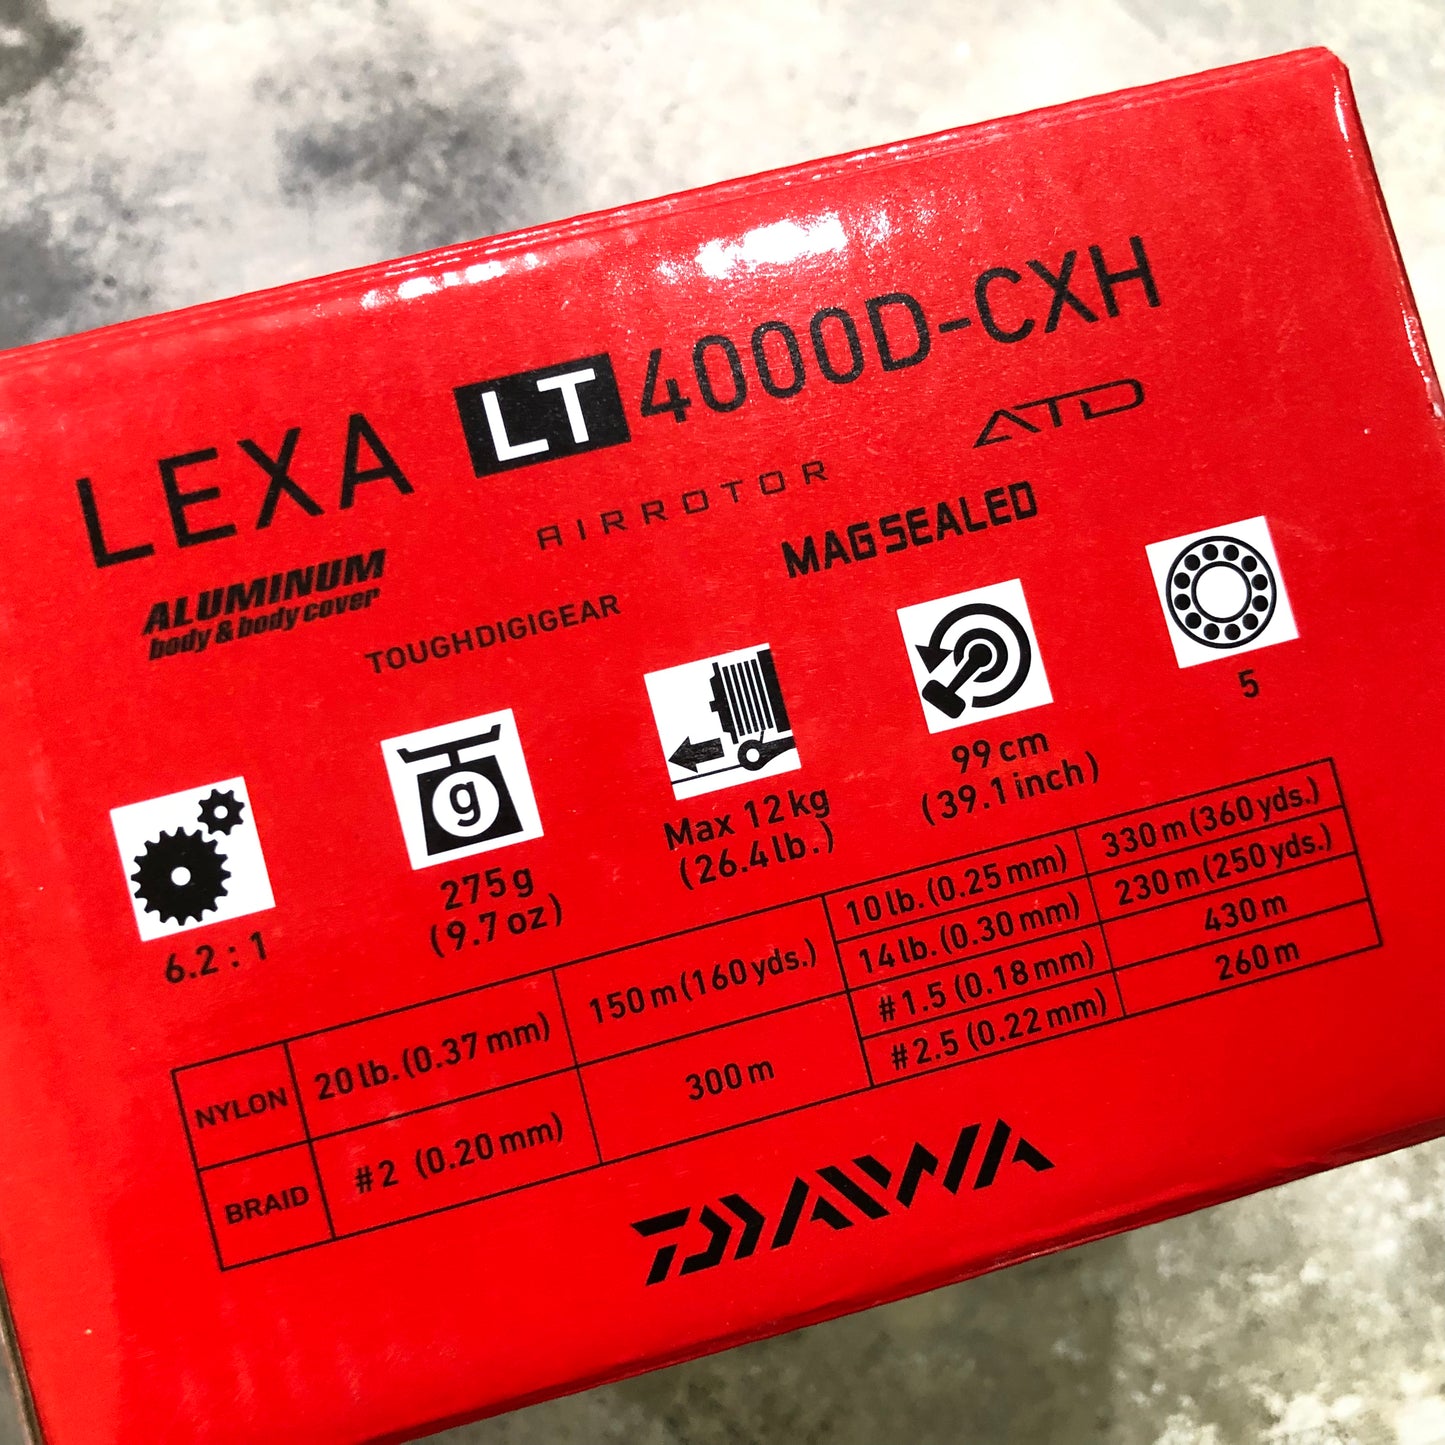 LEXA LT 4000D-CXH
ALUMINUM
body & body cover
AIRROTOR
ATD
TOUGHDIGIGEAR
MAGSEALED
6.2 : 1
g
275 g
(9.7 oz)
Max 12 kg
(26.4 lb.)
99 cm
(39.1 inch)
5
NYLON 20 lb. (0.37 mm) 150 m (160 yds.) 10 lb. (0.25 mm) 330 m (360 yds.)
14 lb. (0.30 mm) 230 m (250 yds.)
BRAID #2 (0.20 mm) 300 m #1.5 (0.18 mm) 430 m
#2.5 (0.22 mm) 260 m
DAIWA